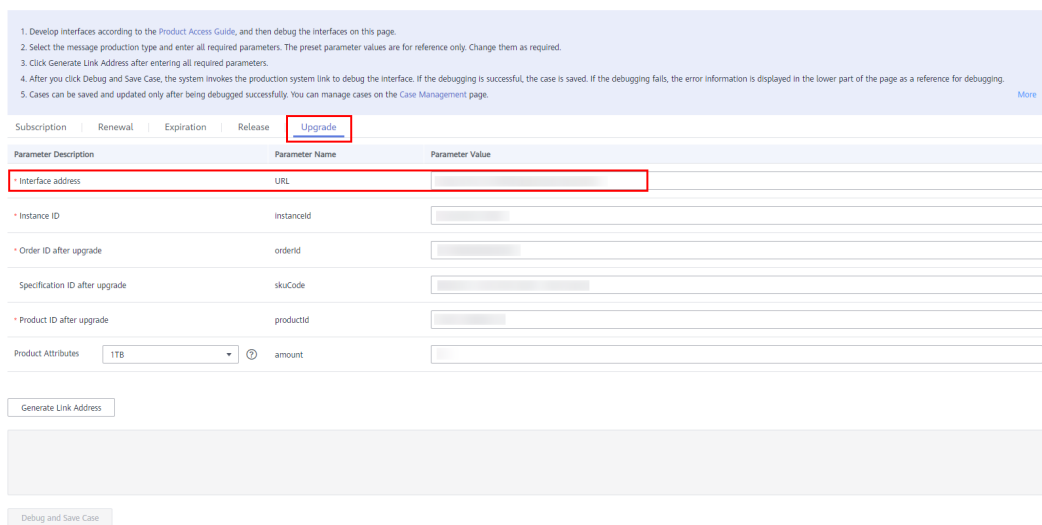 1. Develop interfaces according to the Product Access Guide, and then debug the interfaces on this page.
2. Select the message production type and enter all required parameters. The preset parameter values are for reference only. Change them as required.
3. Click Generate Link Address after entering all required parameters.
4. After you click Debug and Save Case, the system invokes the production system link to debug the interface. If the debugging is successful, the case is saved. If the debugging fails, the error information is displayed in the lower part of the page as a reference for debugging.
5. Cases can be saved and updated only after being debugged successfully. You can manage cases on the Case Management page. More
Subscription Renewal Expiration Release Upgrade
Parameter Description Parameter Name Parameter Value
* Interface address URL
* Instance ID instanceId
* Order ID after upgrade orderId
Specification ID after upgrade skuCode
* Product ID after upgrade productId
Product Attributes 1TB ? amount
Generate Link Address
Debug and Save Case